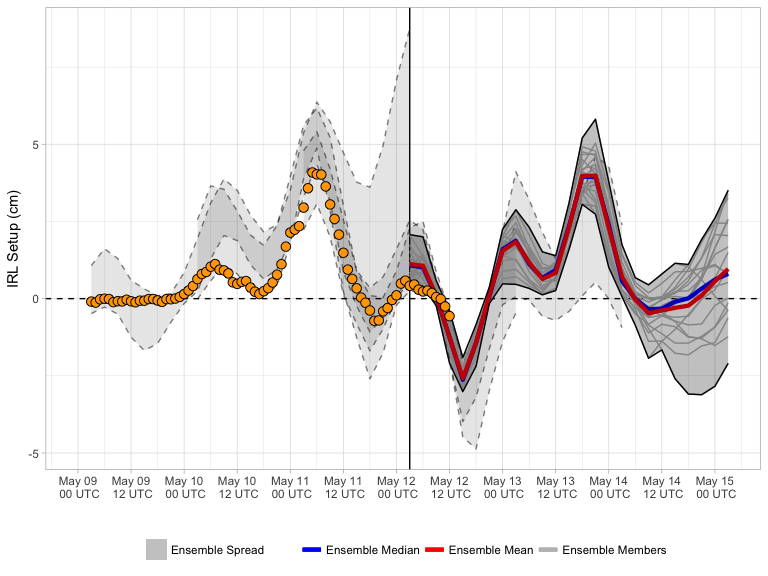 IRL Setup (cm)
5
0
-5
May 09 May 09 May 10 May 10 May 11 May 11 May 12 May 12 May 13 May 13 May 14 May 14 May 15
00 UTC 12 UTC 00 UTC 12 UTC 00 UTC 12 UTC 00 UTC 12 UTC 00 UTC 12 UTC 00 UTC 12 UTC 00 UTC
Ensemble Spread Ensemble Median Ensemble Mean Ensemble Members